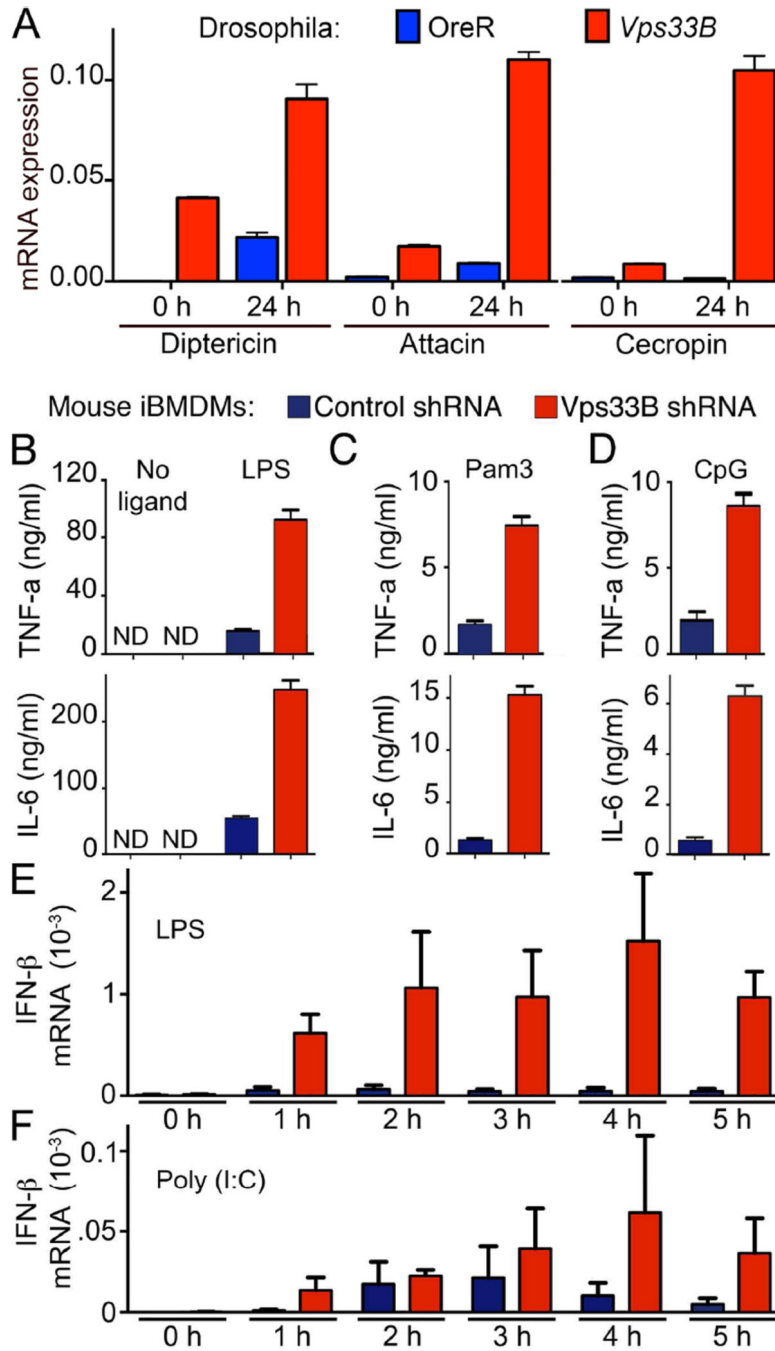 A
Drosophila: OreR Vps33B
mRNA expression
0.10
0.05
0.00
0 h 24 h 0 h 24 h 0 h 24 h
Diptericin Attacin Cecropin
Mouse iBMDMs: Control shRNA Vps33B shRNA
B
No ligand
LPS
TNF-a (ng/ml)
120
80
40
0
ND ND
IL-6 (ng/ml)
200
100
0
ND ND
C
Pam3
TNF-a (ng/ml)
10
5
0
IL-6 (ng/ml)
15
10
5
0
D
CpG
TNF-a (ng/ml)
10
5
0
IL-6 (ng/ml)
6
4
2
0
E
LPS
IFN-β
mRNA (10-3)
2
1
0
0 h 1 h 2 h 3 h 4 h 5 h
F
Poly (I:C)
IFN-β
mRNA (10-3)
0.1
.05
0
0 h 1 h 2 h 3 h 4 h 5 h